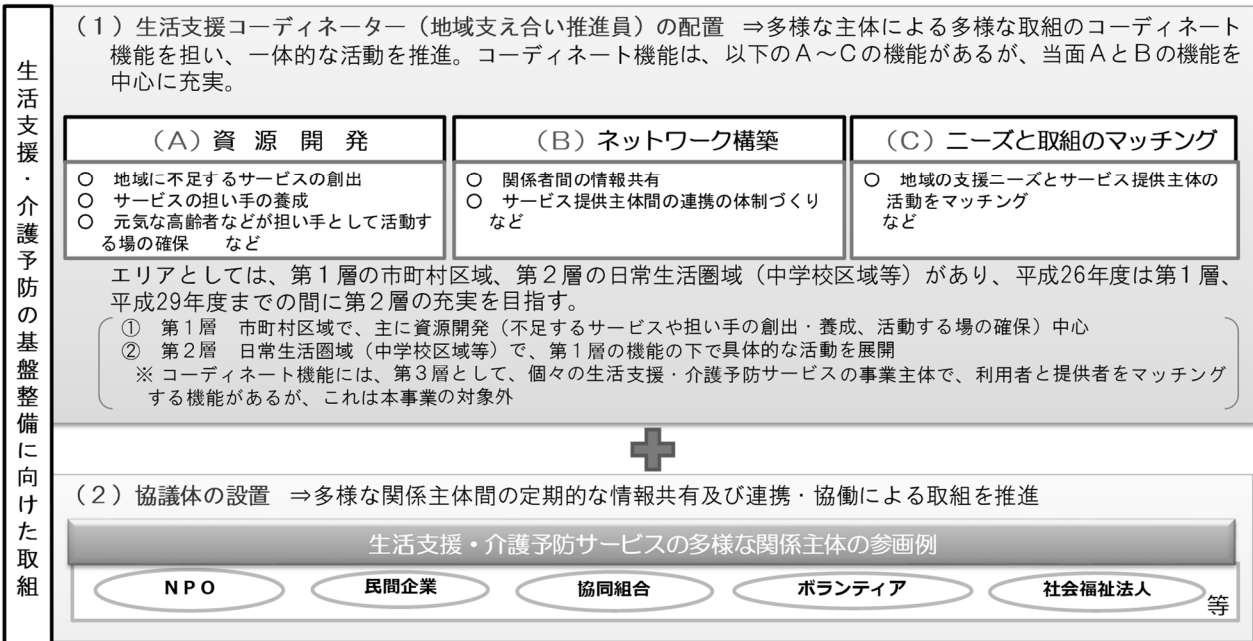 生活支援・介護予防の基盤整備に向けた取組
（１）生活支援コーディネーター（地域支え合い推進員）の配置　⇒多様な主体による多様な取組のコーディネート
機能を担い、一体的な活動を推進。コーディネート機能は、以下のＡ～Ｃの機能があるが、当面ＡとＢの機能を
中心に充実。
（Ａ）資　源　開　発
○　地域に不足するサービスの創出
○　サービスの担い手の養成
○　元気な高齢者などが担い手として活動す
る場の確保　　など
（Ｂ）ネットワーク構築
○　関係者間の情報共有
○　サービス提供主体間の連携の体制づくり
など
（Ｃ）ニーズと取組のマッチング
○　地域の支援ニーズとサービス提供主体の
活動をマッチング
など
エリアとしては、第１層の市町村区域、第２層の日常生活圏域（中学校区域等）があり、平成26年度は第１層、
平成29年度までの間に第２層の充実を目指す。
①　第１層　市町村区域で、主に資源開発（不足するサービスや担い手の創出・養成、活動する場の確保）中心
②　第２層　日常生活圏域（中学校区域等）で、第１層の機能の下で具体的な活動を展開
※ コーディネート機能には、第３層として、個々の生活支援・介護予防サービスの事業主体で、利用者と提供者をマッチング
する機能があるが、これは本事業の対象外
（２）協議体の設置　⇒多様な関係主体間の定期的な情報共有及び連携・協働による取組を推進
生活支援・介護予防サービスの多様な関係主体の参画例
ＮＰＯ
民間企業
協同組合
ボランティア
社会福祉法人
等